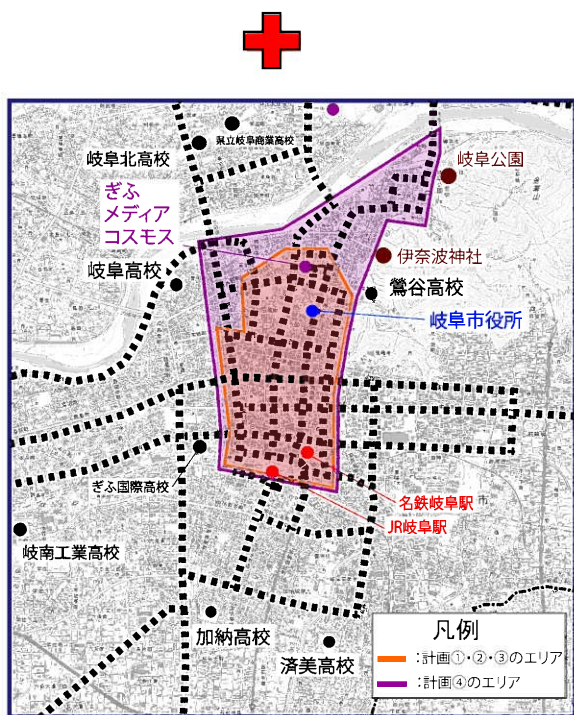 県立岐阜商業高校
岐阜北高校
岐阜公園
ぎふ
メディア
コスモス
伊奈波神社
岐阜高校
鶯谷高校
岐阜市役所
ぎふ国際高校
名鉄岐阜駅
市
JR岐阜駅
岐南工業高校
加納高校
済美高校
凡例
:計画①・②・③のエリア
:計画④のエリア